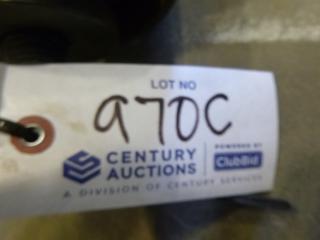 LOT NO
970C
CENTURY
AUCTIONS
POWERED BY
ClubBid
A DIVISION OF CENTURY SERVICES